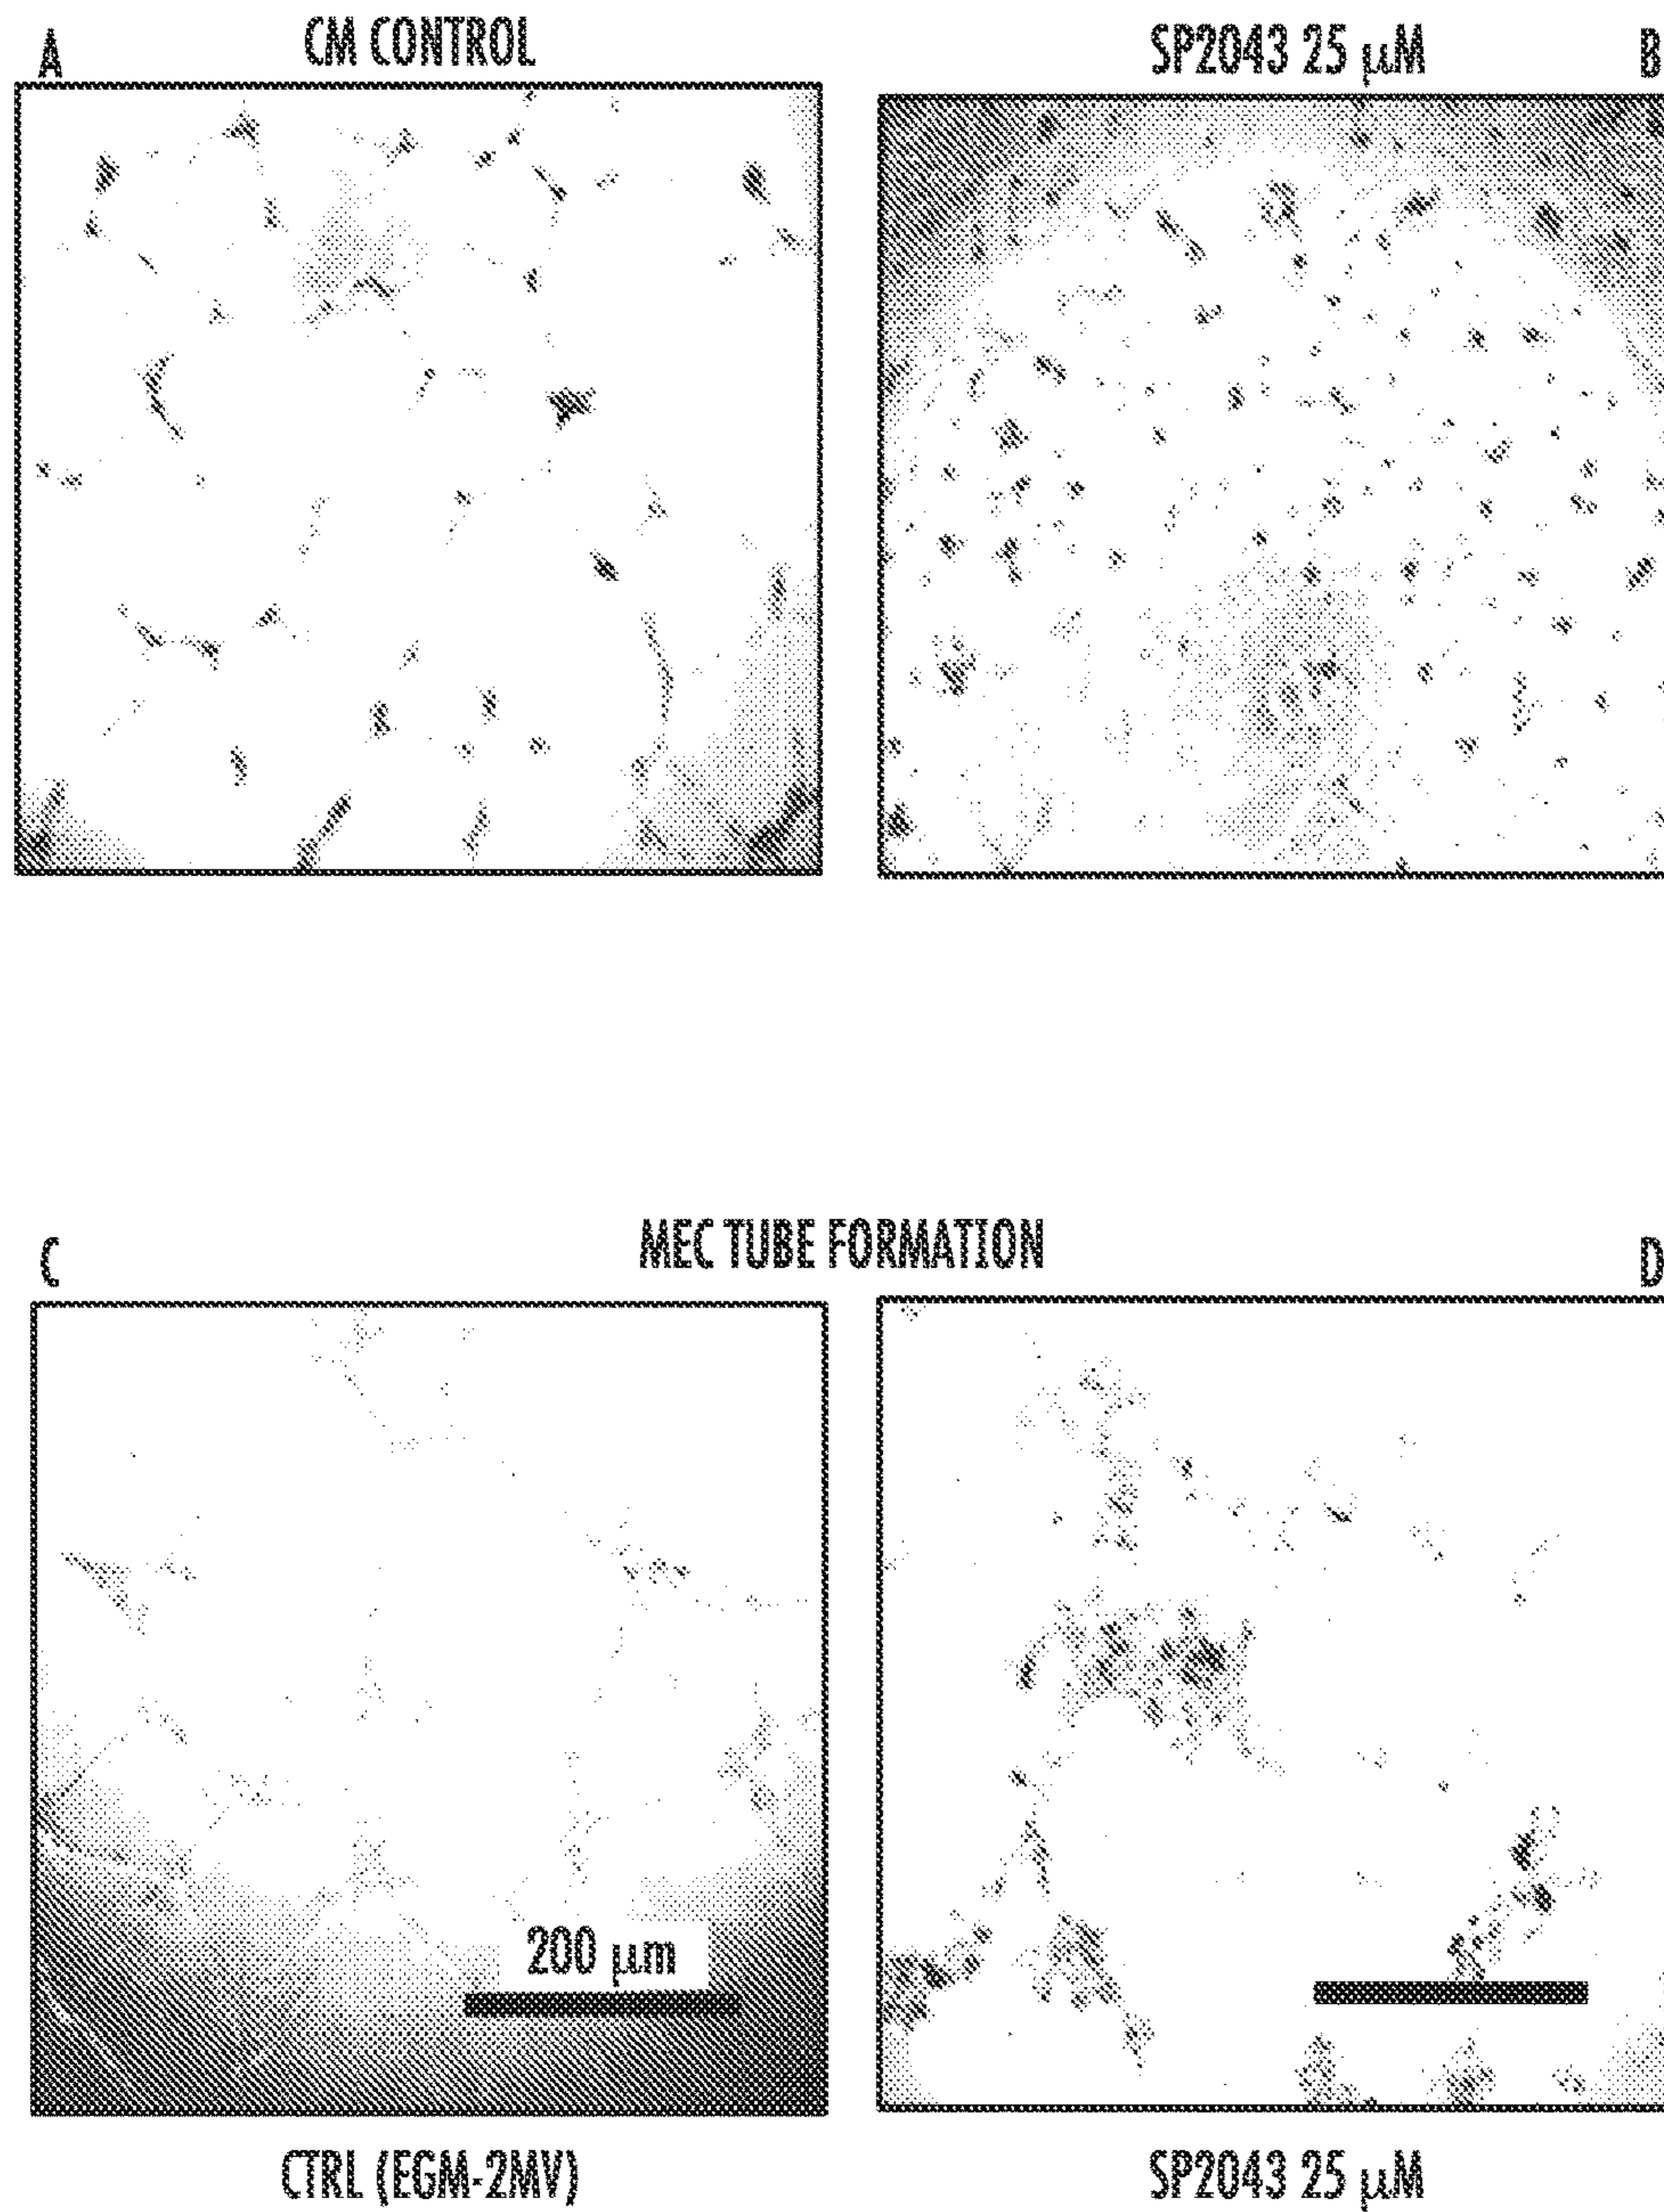 A CM CONTROL SP2043 25 μM B
MEC TUBE FORMATION
C D
200 μm
CTRL (EGM-2MV) SP2043 25 μM